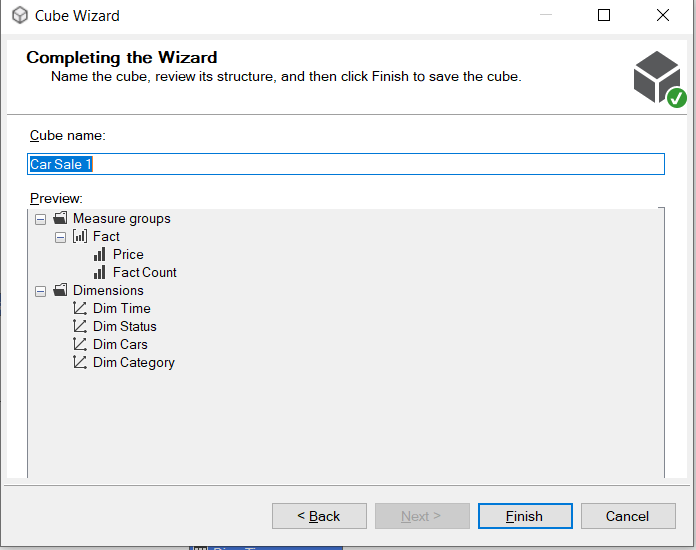 Cube Wizard
Completing the Wizard
Name the cube, review its structure, and then click Finish to save the cube.
Cube name:
Car Sale 1
Preview:
Measure groups
Fact
Price
Fact Count
Dimensions
Dim Time
Dim Status
Dim Cars
Dim Category
< Back
Next >
Finish
Cancel